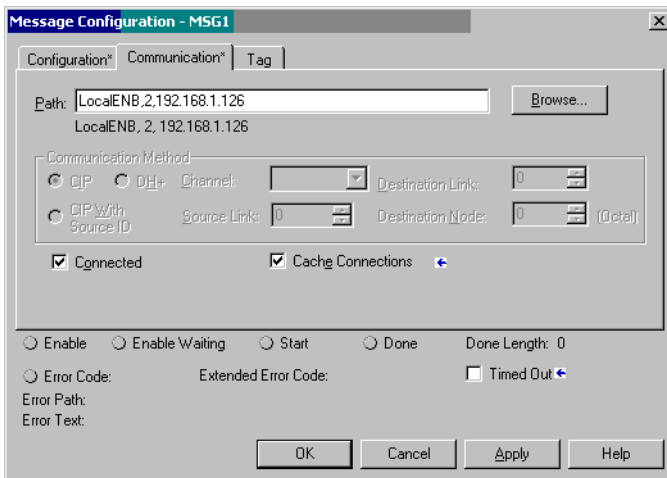 Message Configuration - MSG1
Configuration* Communication* Tag
Path: LocalENB,2,192.168.1.126 Browse...
LocalENB, 2, 192.168.1.126
Communication Method
CIP DH+ Channel: Destination Link: 0
CIP With Source ID Source Link: 0 Destination Node: 0 (Octal)
Connected Cache Connections
Enable Enable Waiting Start Done Done Length: 0
Error Code: Extended Error Code: Timed Out
Error Path:
Error Text:
OK Cancel Apply Help